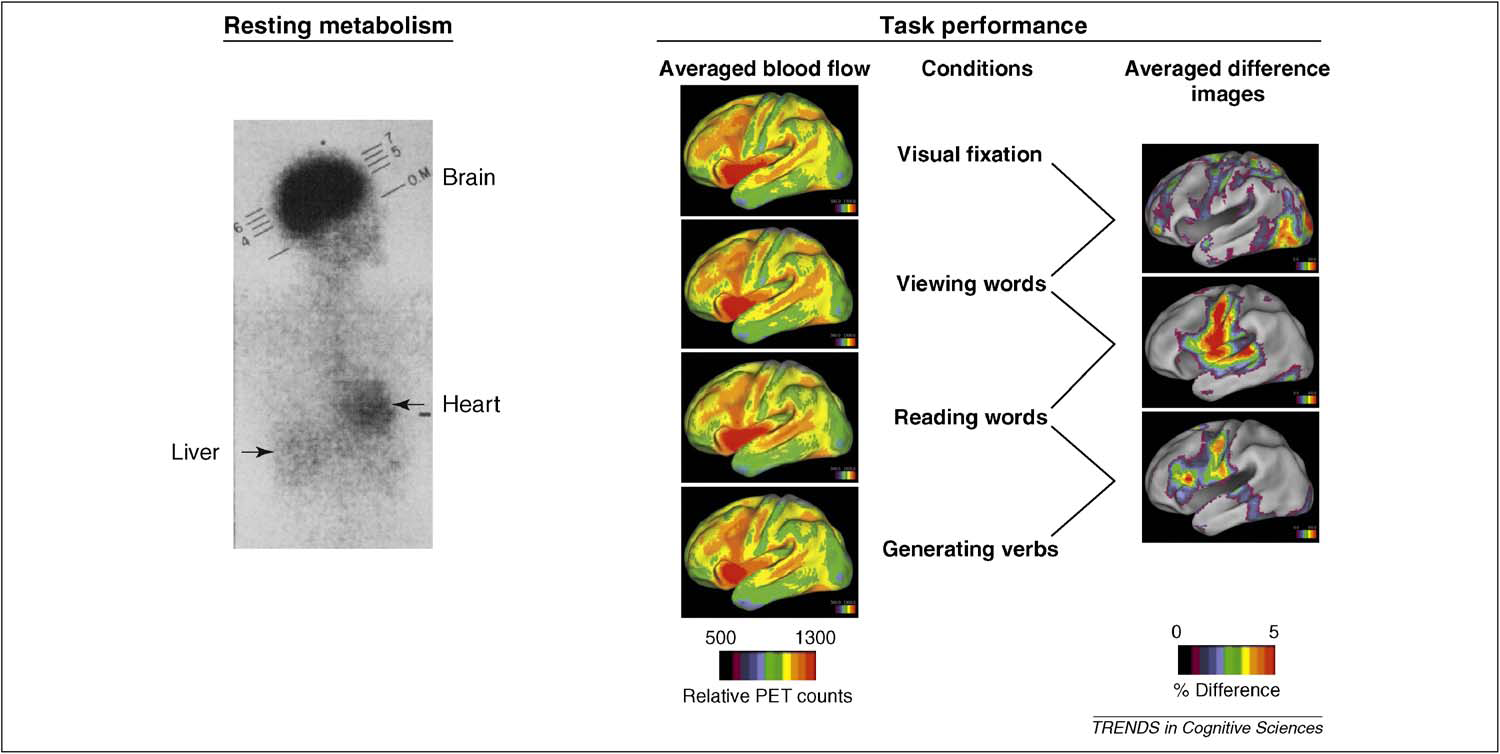 Resting metabolism
7
5
O.M
Brain
6
4
Heart
Liver
Task performance
Averaged blood flow
Conditions
Averaged difference
images
Visual fixation
Viewing words
Reading words
Generating verbs
500 1300
Relative PET counts
0 5
% Difference
TRENDS in Cognitive Sciences